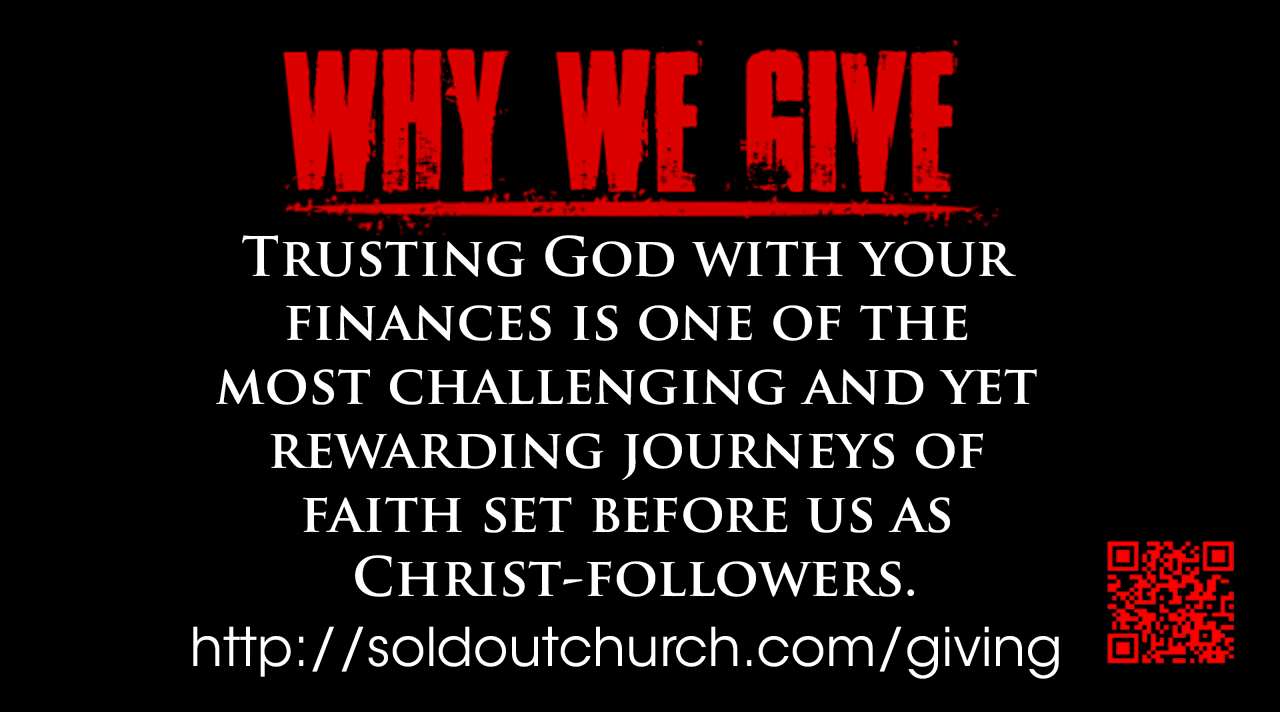 WHY WE GIVE
Trusting God with your
finances is one of the
most challenging and yet
rewarding journeys of
faith set before us as
Christ-followers.
http://soldoutchurch.com/giving